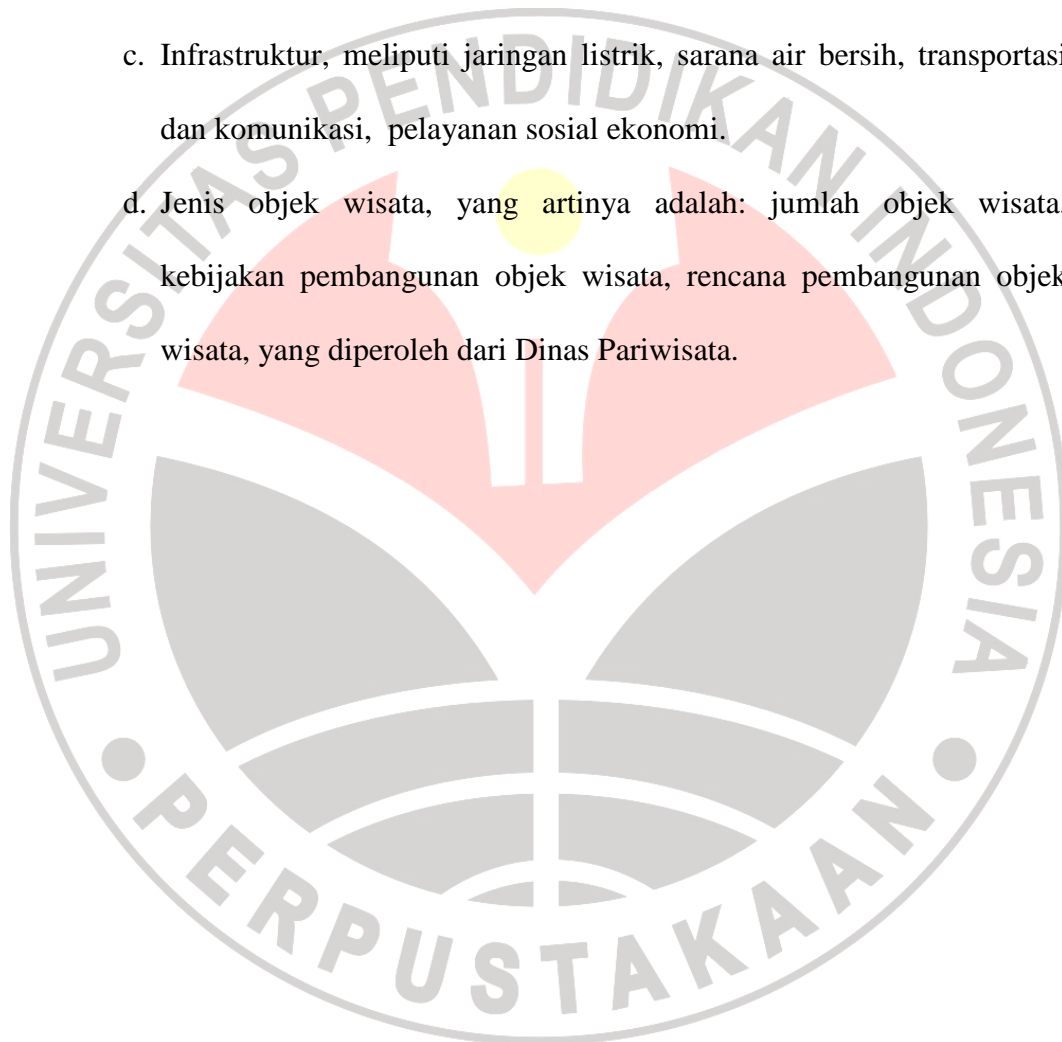 c. Infrastruktur, meliputi jaringan listrik, sarana air bersih, transportasi
dan komunikasi, pelayanan sosial ekonomi.
d. Jenis objek wisata, yang artinya adalah: jumlah objek wisata,
kebijakan pembangunan objek wisata, rencana pembangunan objek
wisata, yang diperoleh dari Dinas Pariwisata.
UNIVERSITAS PENDIDIKAN INDONESIA
PERPUSTAKAAN